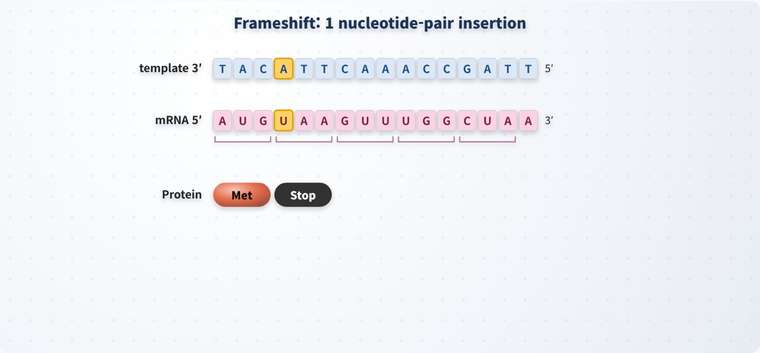 Frameshift: 1 nucleotide-pair insertion
template 3′ T A C A T T C A A A C C G A T T 5′
mRNA 5′ A U G U A A G U U U G G C U A A 3′
Protein Met Stop